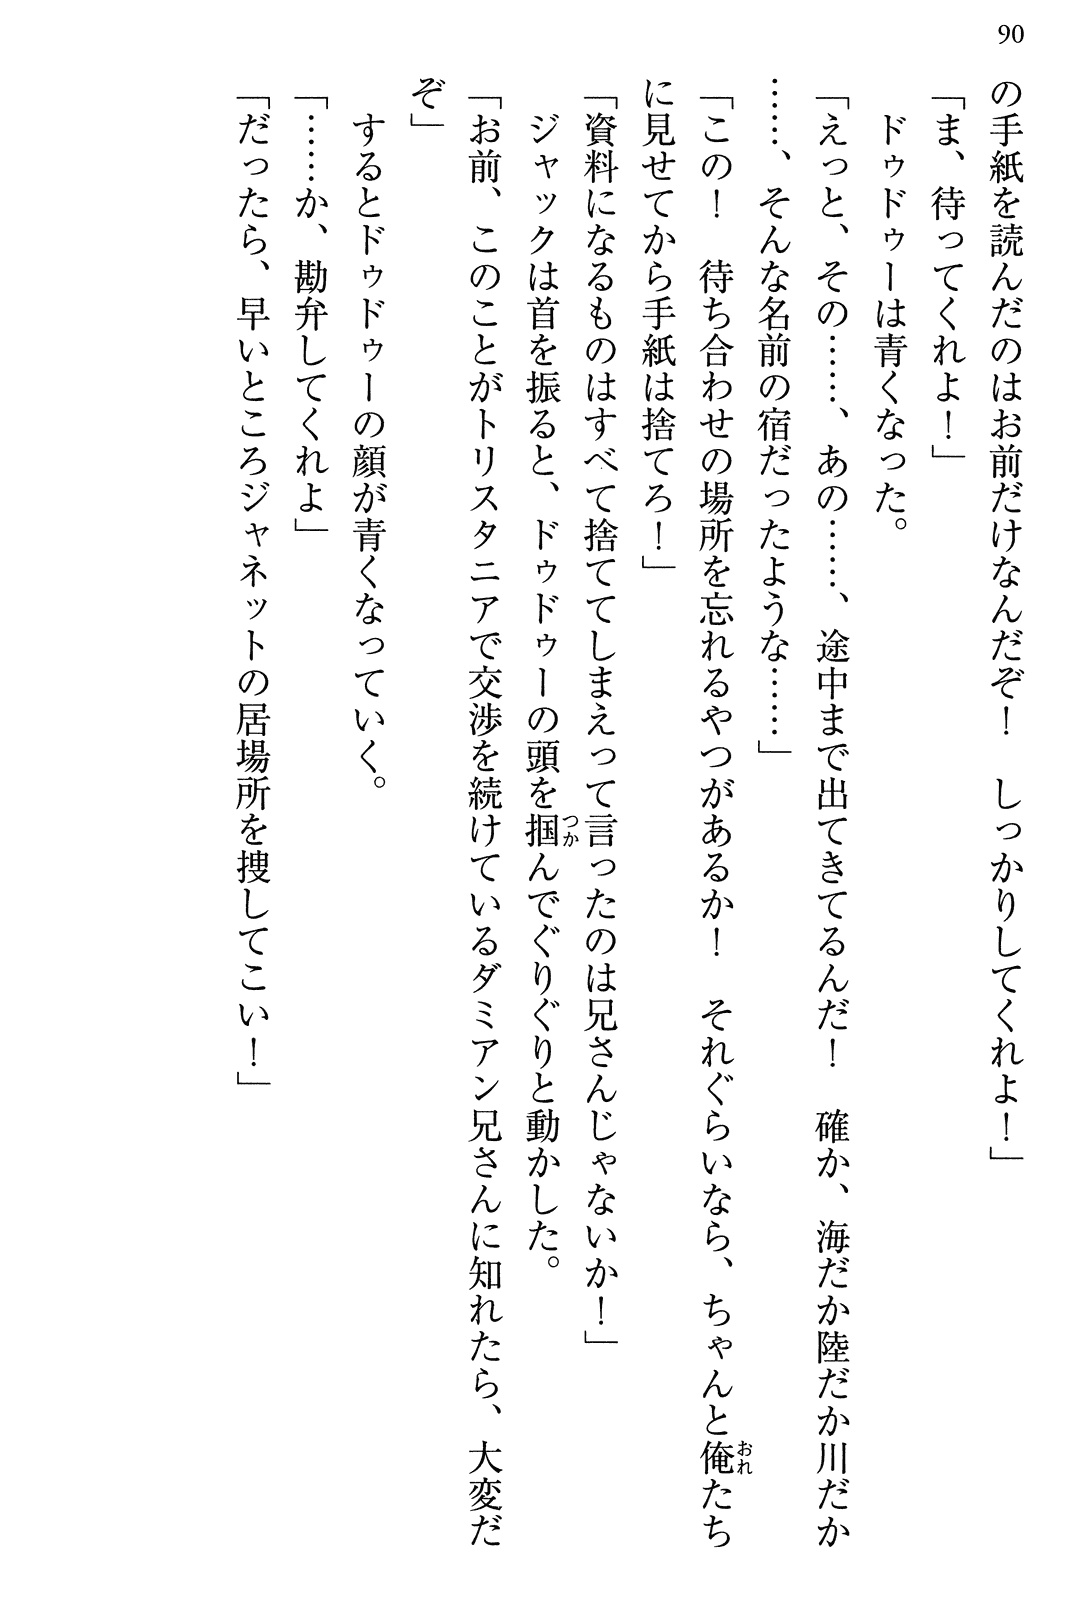 90
の手紙を読んだのはお前だけなんだぞ！　しっかりしてくれよ！」
「ま、待ってくれよ！」
　ドゥドゥーは青くなった。
「えっと、その……、あの……、途中まで出てきてるんだ！　確か、海だか陸だか川だか
……、そんな名前の宿だったような……」
「この！　待ち合わせの場所を忘れるやつがあるか！　それぐらいなら、ちゃんと俺たち
に見せてから手紙は捨てろ！」
「資料になるものはすべて捨ててしまえって言ったのは兄さんじゃないか！」
　ジャックは首を振ると、ドゥドゥーの頭を掴んでぐりぐりと動かした。
「お前、このことがトリスタニアで交渉を続けているダミアン兄さんに知れたら、大変だ
ぞ」
　するとドゥドゥーの顔が青くなっていく。
「……か、勘弁してくれよ」
「だったら、早いところジャネットの居場所を捜してこい！」